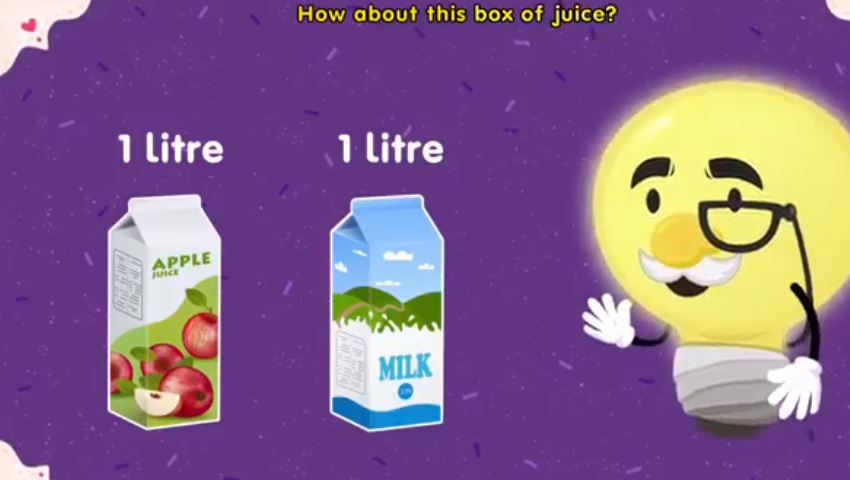 How about this box of juice?
1 litre
1 litre
APPLE
JUICE
MILK